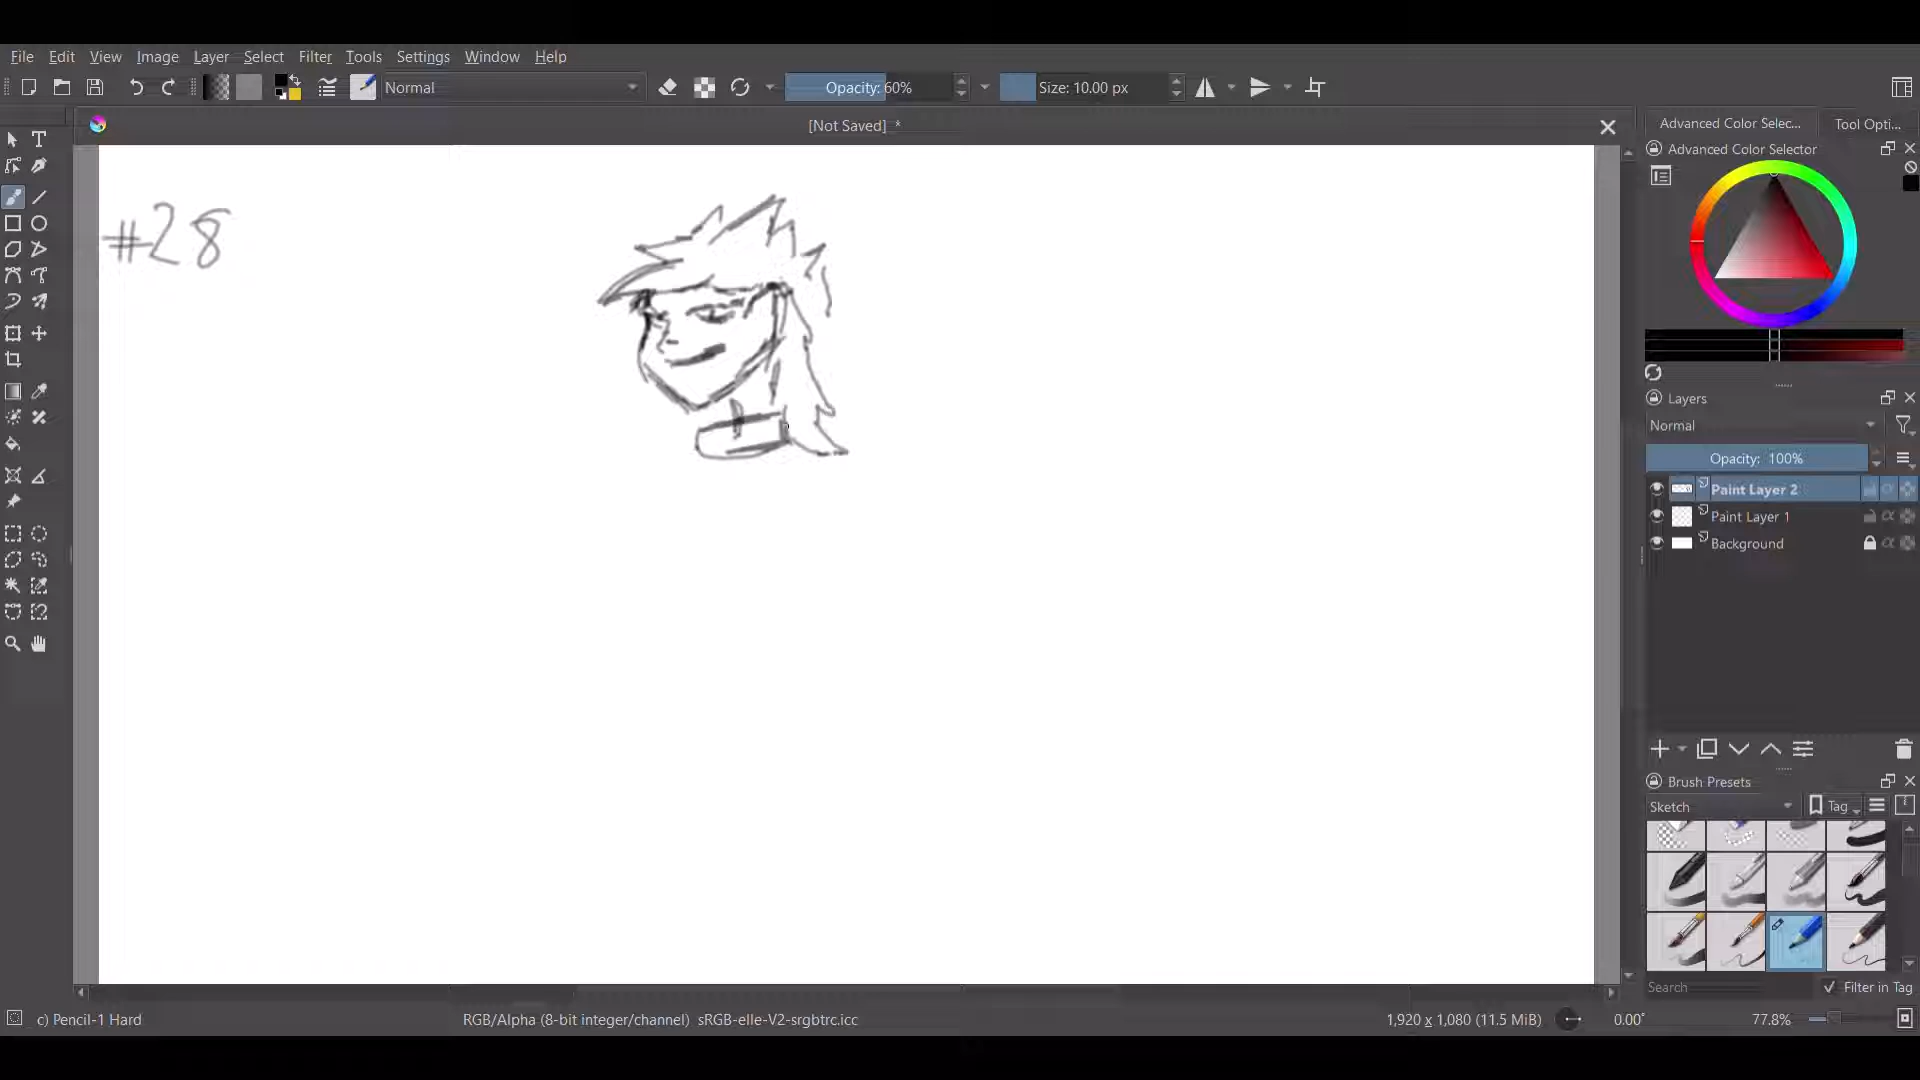 File Edit View Image Layer Select Filter Tools Settings Window Help
Normal
Opacity: 60%
Size: 10.00 px
[Not Saved] *
Advanced Color Selec... Tool Opti...
Advanced Color Selector
#28
Layers
Normal
Opacity: 100%
Paint Layer 2
Paint Layer 1
Background
Brush Presets
Sketch
Tag
Search
Filter in Tag
c) Pencil-1 Hard
RGB/Alpha (8-bit integer/channel) sRGB-elle-V2-srgbtrc.icc
1,920 x 1,080 (11.5 MiB)
0.00°
77.8%